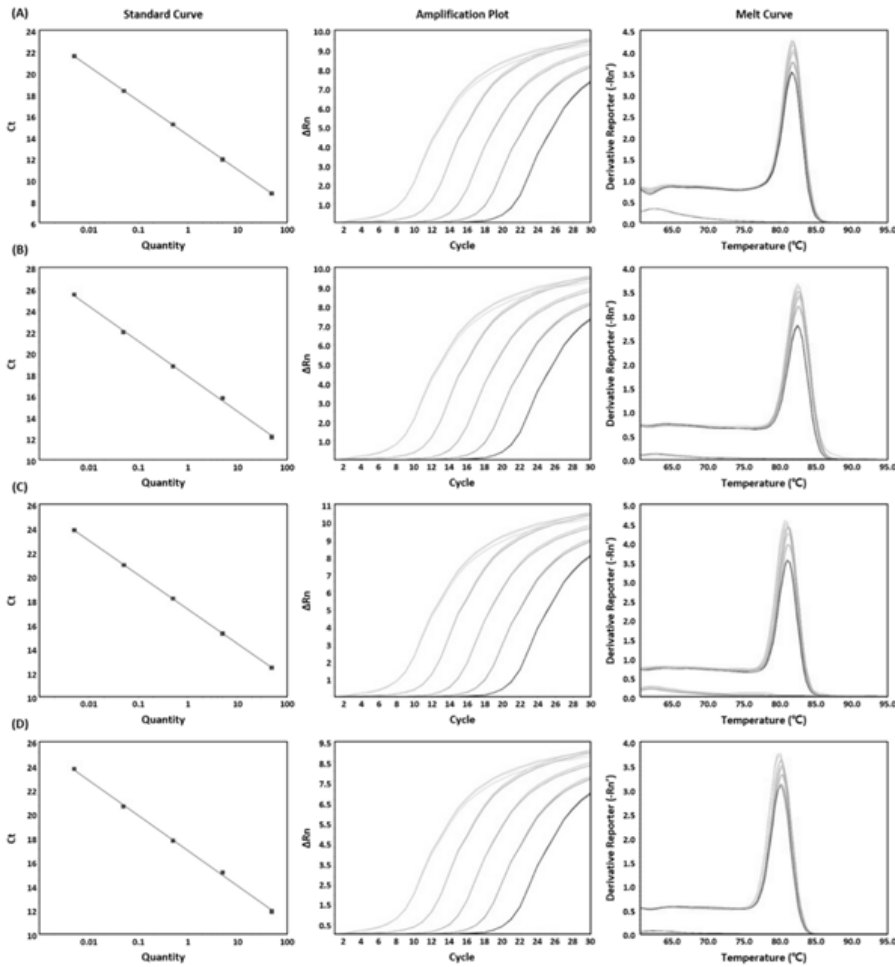 (A) Standard Curve Amplification Plot Melt Curve
24
22
20
18
16
14
12
10
8
6
Ct
0.01 0.1 1 10 100
Quantity
10.0
9.0
8.0
7.0
6.0
5.0
4.0
3.0
2.0
1.0
ΔRn
2 4 6 8 10 12 14 16 18 20 22 24 26 28 30
Cycle
4.5
4.0
3.5
3.0
2.5
2.0
1.5
1.0
0.5
0.0
Derivative Reporter (-Rn')
65.0 70.0 75.0 80.0 85.0 90.0 95.0
Temperature (℃)
(B)
28
26
24
22
20
18
16
14
12
10
Ct
0.01 0.1 1 10 100
Quantity
10.0
9.0
8.0
7.0
6.0
5.0
4.0
3.0
2.0
1.0
ΔRn
2 4 6 8 10 12 14 16 18 20 22 24 26 28 30
Cycle
4.0
3.5
3.0
2.5
2.0
1.5
1.0
0.5
0.0
Derivative Reporter (-Rn')
65.0 70.0 75.0 80.0 85.0 90.0 95.0
Temperature (℃)
(C)
26
24
22
20
18
16
14
12
10
Ct
0.01 0.1 1 10 100
Quantity
11
10
9
8
7
6
5
4
3
2
1
ΔRn
2 4 6 8 10 12 14 16 18 20 22 24 26 28 30
Cycle
5.0
4.5
4.0
3.5
3.0
2.5
2.0
1.5
1.0
0.5
0.0
Derivative Reporter (-Rn')
65.0 70.0 75.0 80.0 85.0 90.0 95.0
Temperature (℃)
(D)
26
24
22
20
18
16
14
12
10
Ct
0.01 0.1 1 10 100
Quantity
9.5
8.5
7.5
6.5
5.5
4.5
3.5
2.5
1.5
0.5
ΔRn
2 4 6 8 10 12 14 16 18 20 22 24 26 28 30
Cycle
4.0
3.5
3.0
2.5
2.0
1.5
1.0
0.5
0.0
Derivative Reporter (-Rn')
65.0 70.0 75.0 80.0 85.0 90.0 95.0
Temperature (℃)